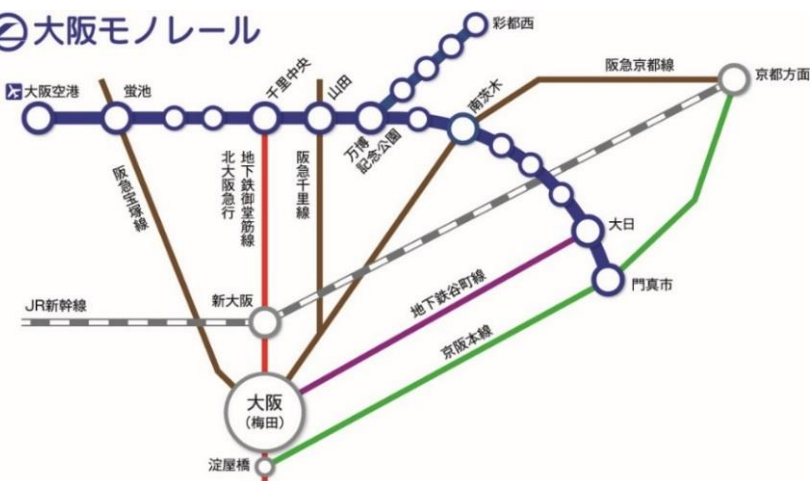 大阪モノレール
彩都西
阪急京都線
京都方面
大阪空港
蛍池
千里中央
山田
万博
記念公園
南茨木
阪急宝塚線
地下鉄御堂筋線
北大阪急行
阪急千里線
大日
門真市
JR新幹線
新大阪
地下鉄谷町線
京阪本線
大阪
（梅田）
淀屋橋